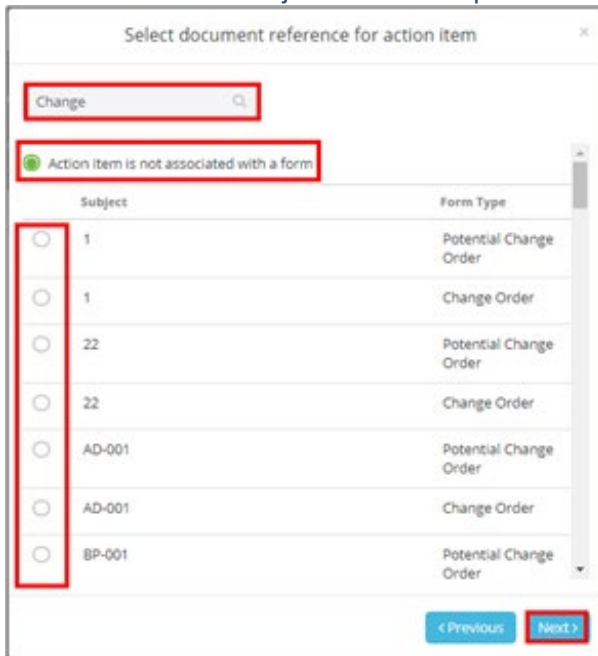 Select document reference for action item ×
Change
Action item is not associated with a form
Subject Form Type
1 Potential Change
Order
1 Change Order
22 Potential Change
Order
22 Change Order
AD-001 Potential Change
Order
AD-001 Change Order
BP-001 Potential Change
Order
< Previous Next >